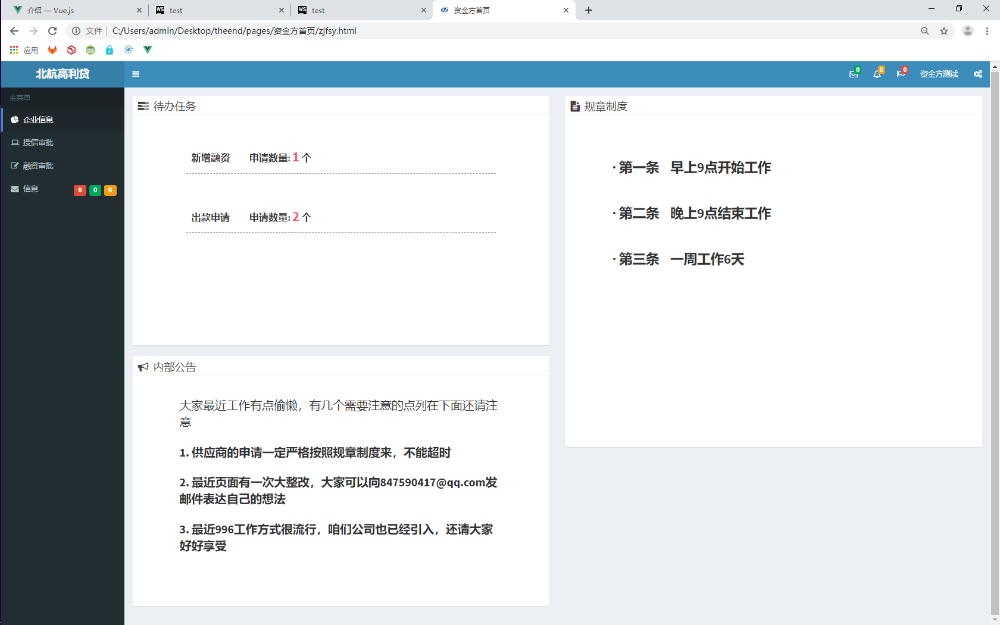 介绍 — Vue.js
test
test
资金方首页
文件
C:/Users/admin/Desktop/theend/pages/资金方首页/zjfsy.html
应用
北航高利贷
0
0
0
资金方测试
主菜单
企业信息
授信审批
融资审批
信息
0 0 0
待办任务
新增融资 申请数量: 1 个
出款申请 申请数量: 2 个
内部公告
大家最近工作有点偷懒，有几个需要注意的点列在下面还请注
意
1. 供应商的申请一定严格按照规章制度来，不能超时
2. 最近页面有一次大整改，大家可以向847590417@qq.com发
邮件表达自己的想法
3. 最近996工作方式很流行，咱们公司也已经引入，还请大家
好好享受
规章制度
· 第一条 早上9点开始工作
· 第二条 晚上9点结束工作
· 第三条 一周工作6天